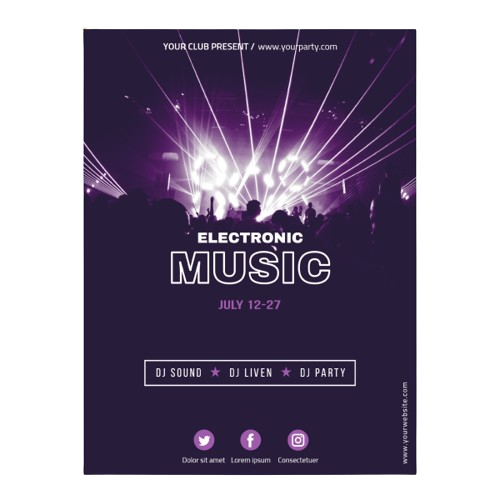 YOUR CLUB PRESENT / www.yourparty.com
ELECTRONIC
MUSIC
JULY 12-27
DJ SOUND ★ DJ LIVEN ★ DJ PARTY
www.yourwebsite.com
Dolor sit amet Lorem ipsum Consectetuer